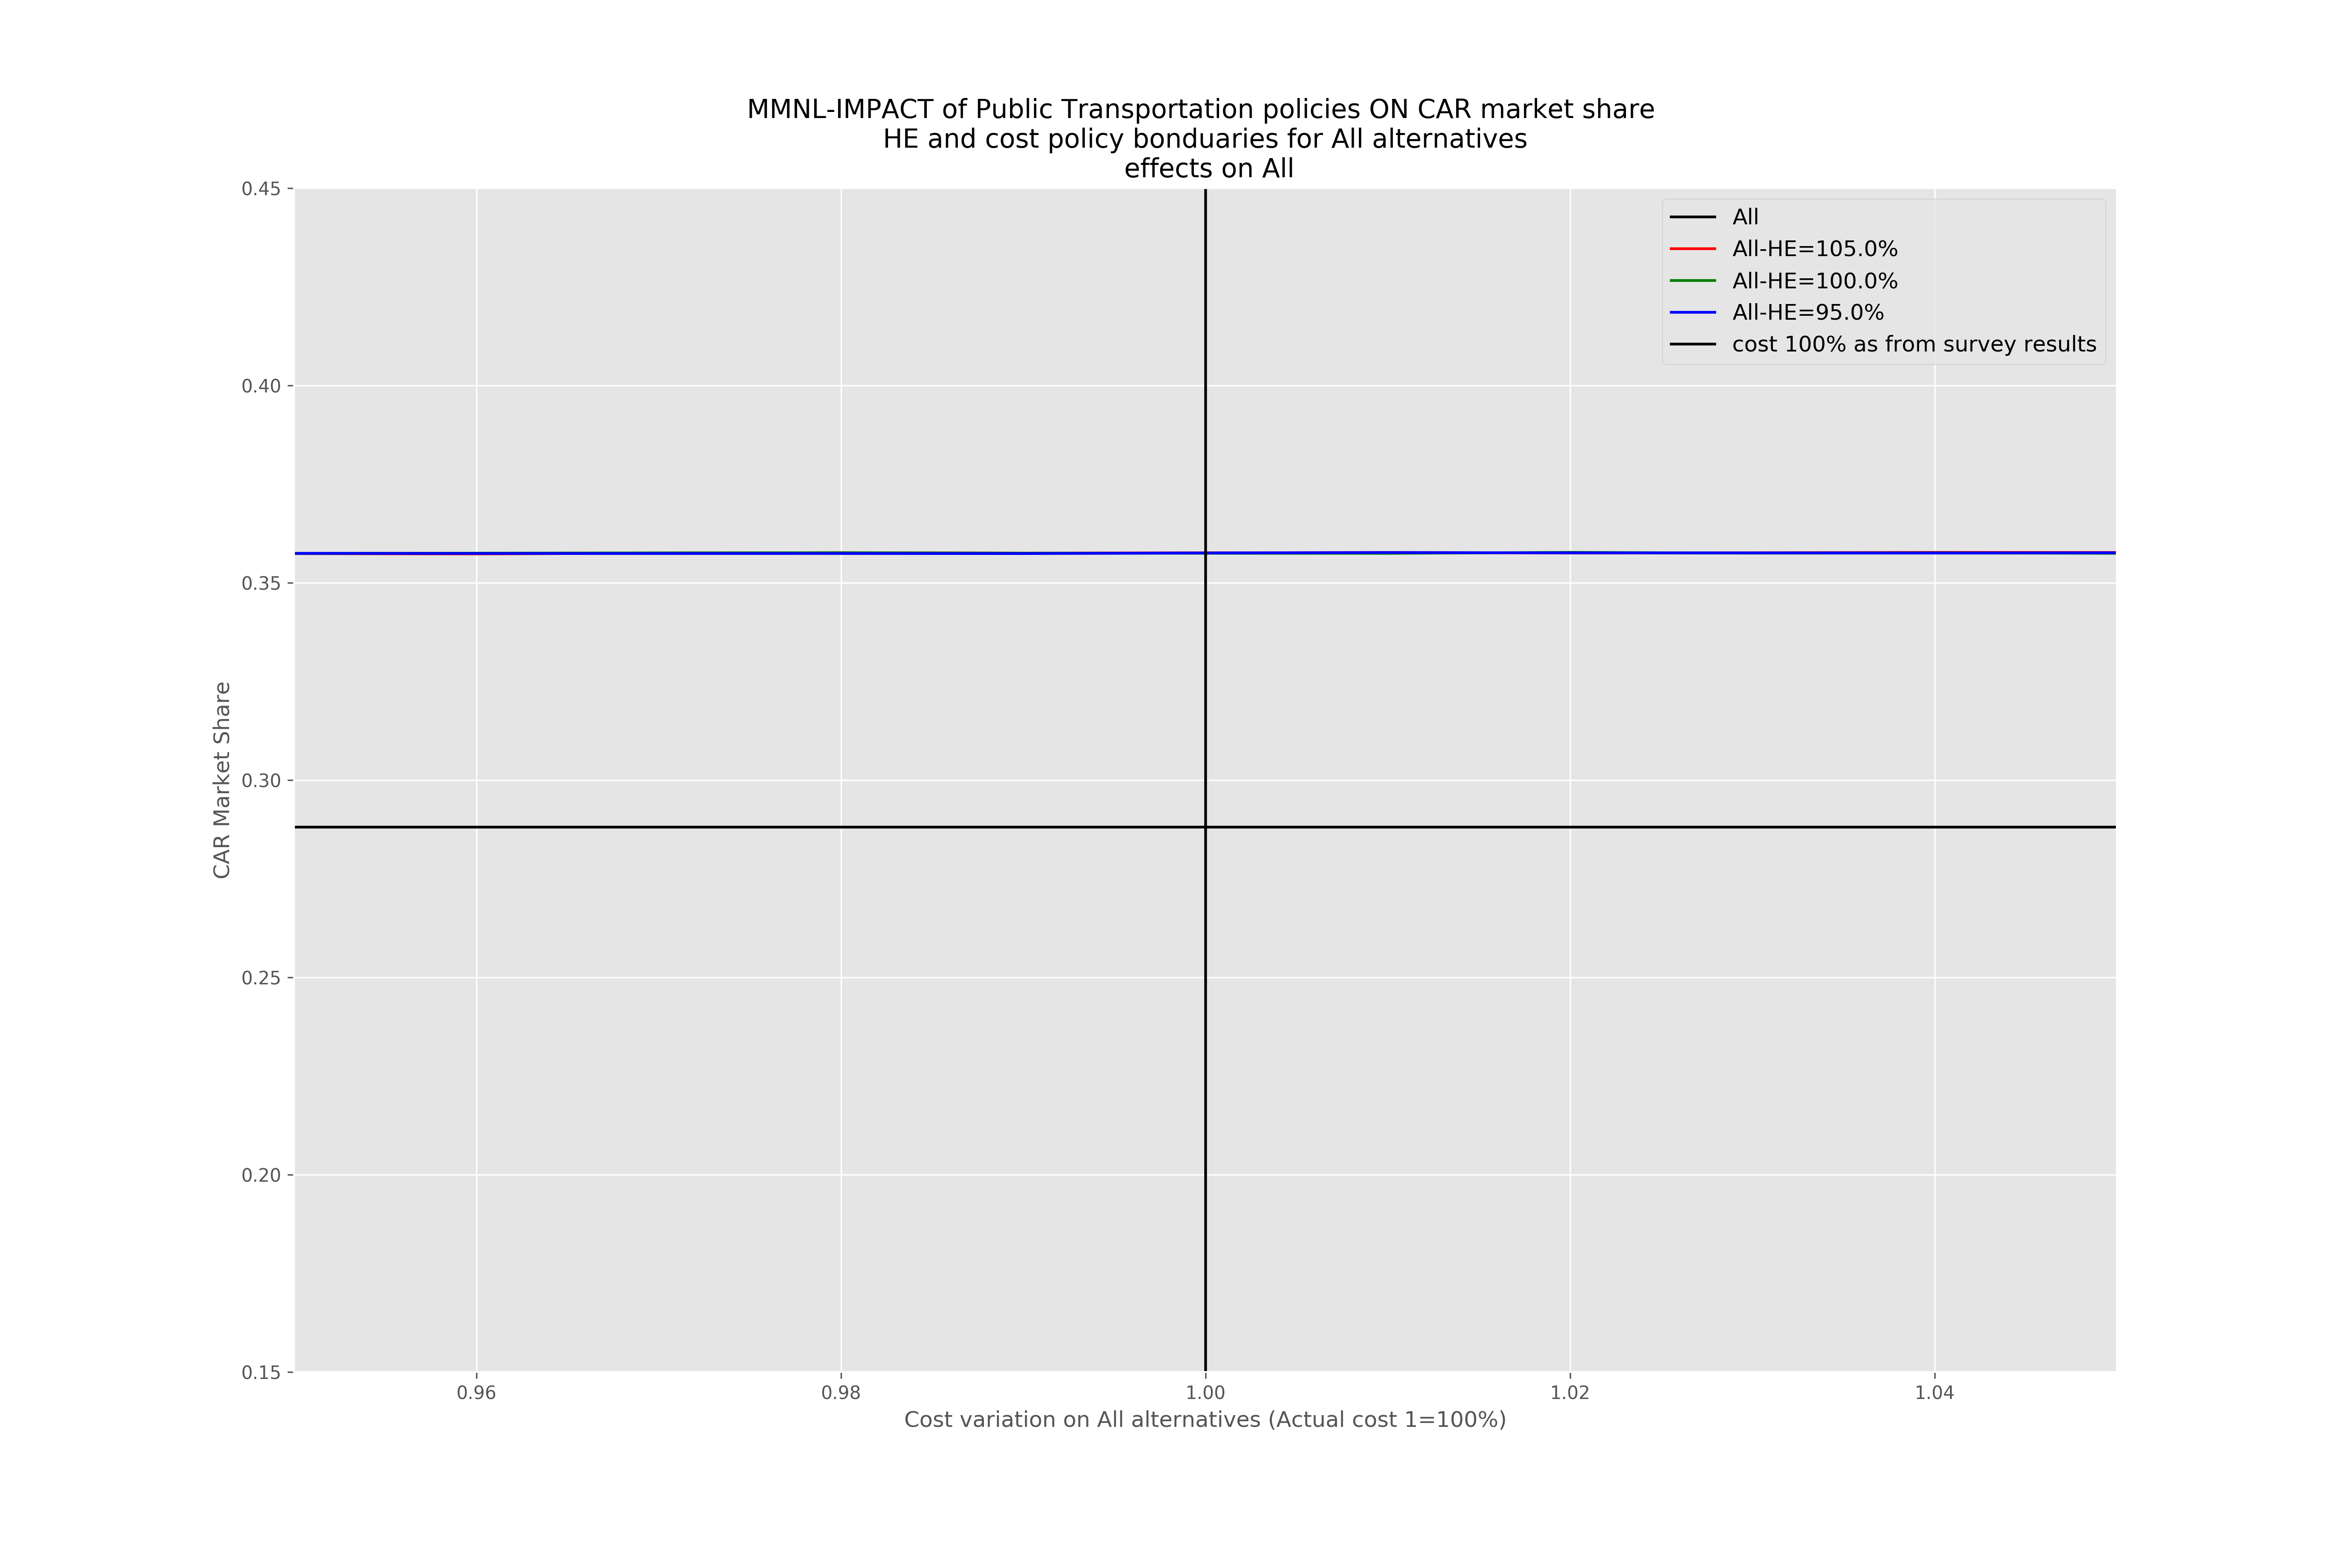 MMNL-IMPACT of Public Transportation policies ON CAR market share
HE and cost policy bonduaries for All alternatives
effects on All
0.45
0.40
0.35
0.30
0.25
0.20
0.15
CAR Market Share
All
All-HE=105.0%
All-HE=100.0%
All-HE=95.0%
cost 100% as from survey results
0.96
0.98
1.00
1.02
1.04
Cost variation on All alternatives (Actual cost 1=100%)